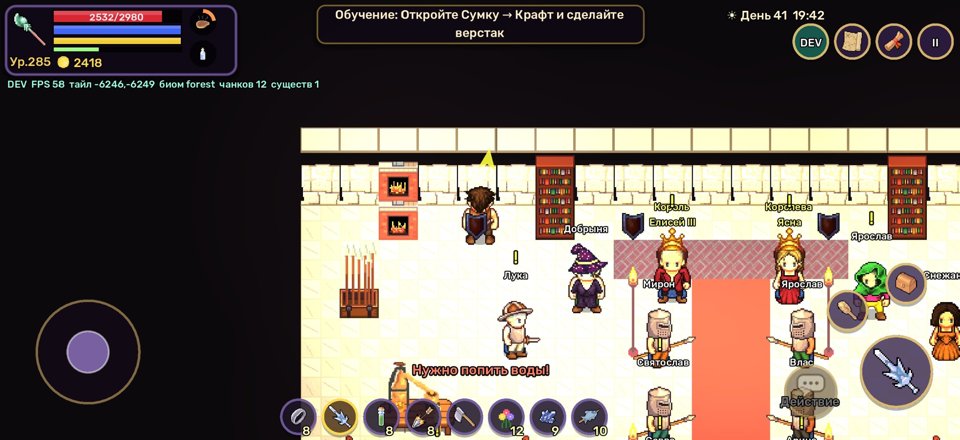 2532/2980
Ур.285 2418
Обучение: Откройте Сумку → Крафт и сделайте
верстак
☀ День 41 19:42
DEV
II
DEV FPS 58 тайл -6246,-6249 биом forest чанков 12 существ 1
Король
Елисей III
Королева
Ясна
Добрыня
!
Ярослав
!
Лука
Снежан
Мирон
Ярослав
Святослав
Влас
Нужно попить воды!
Действие
8
8
8
12
9
10